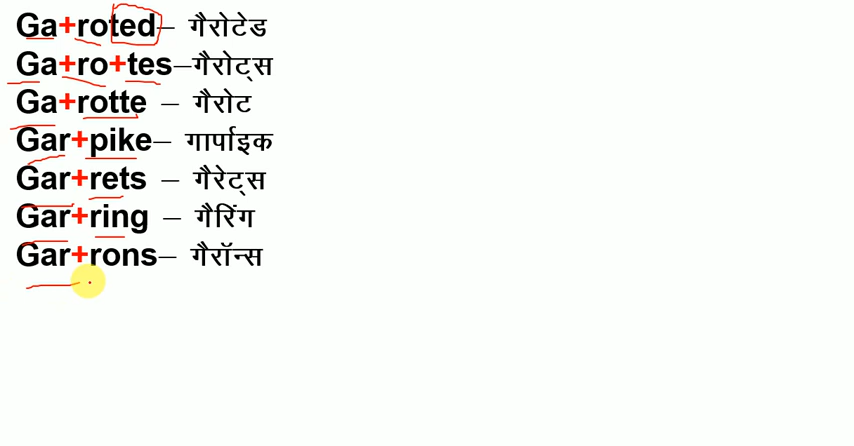 Ga+roted– गैरोटेड
Ga+ro+tes–गैरोट्स
Ga+rotte – गैरोट
Gar+pike– गार्पाइक
Gar+rets – गैरेट्स
Gar+ring – गैरिंग
Gar+rons– गैरॉन्स